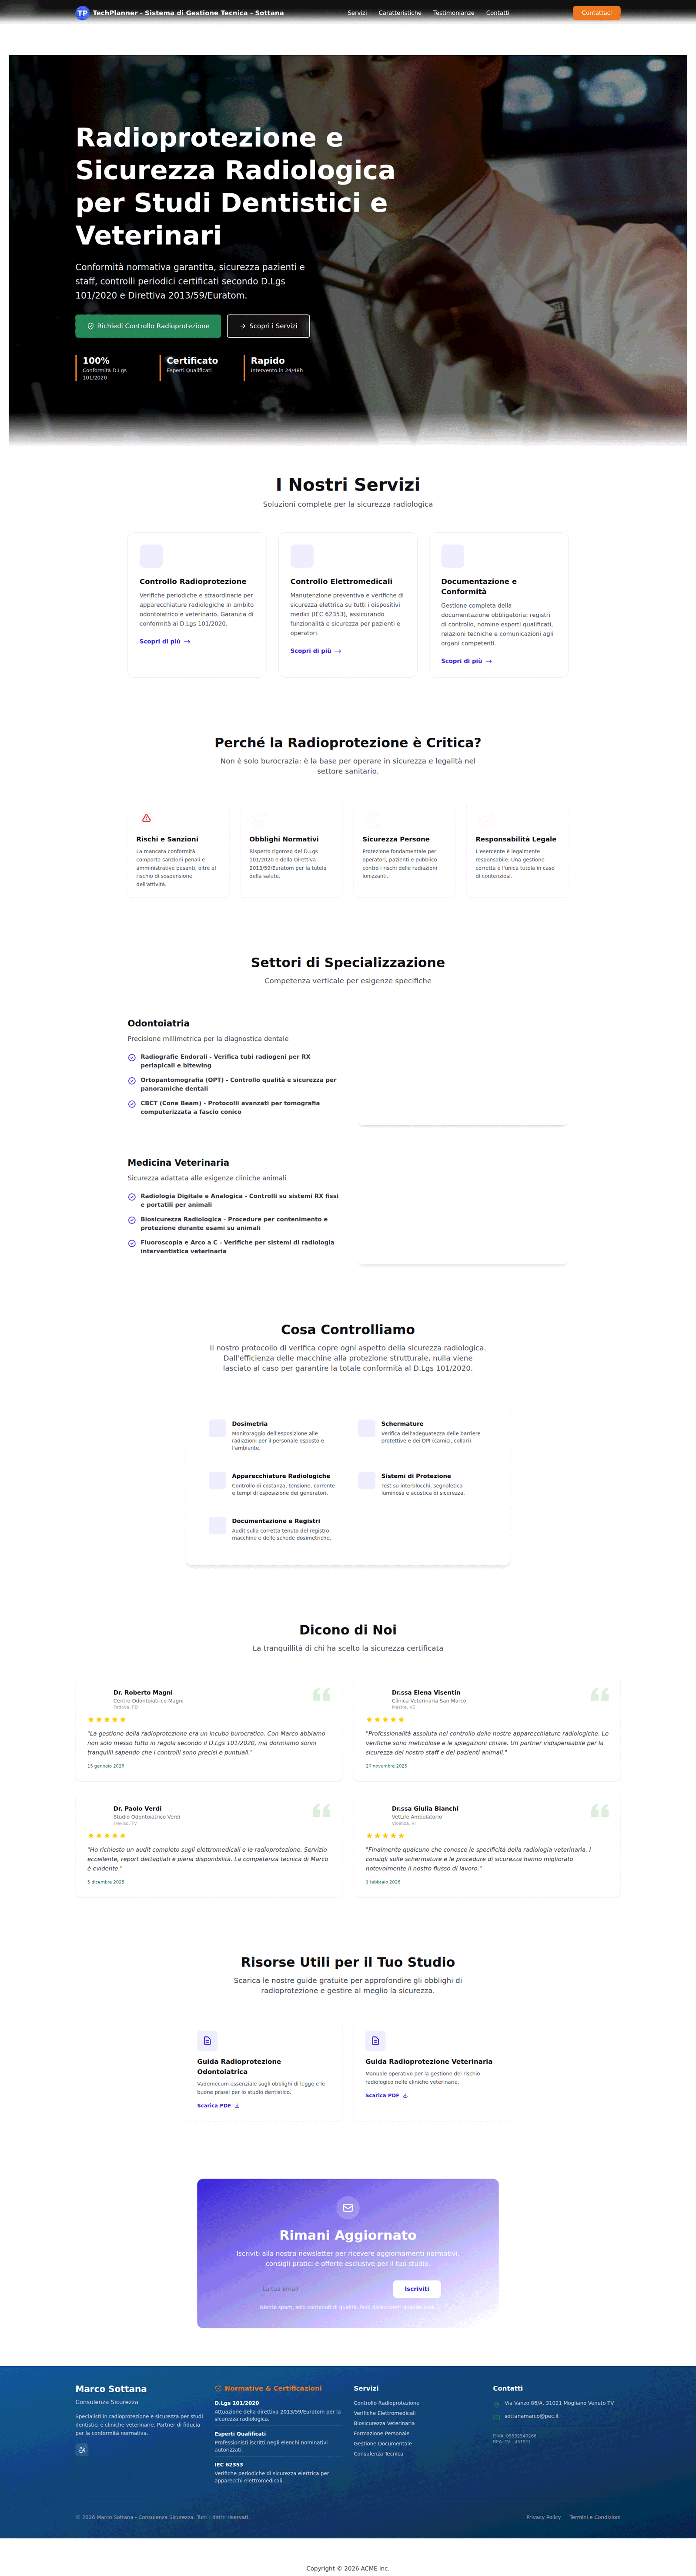 TP TechPlanner - Sistema di Gestione Tecnica - Sottana
Servizi
Caratteristiche
Testimonianze
Contatti
Contattaci
Radioprotezione e
Sicurezza Radiologica
per Studi Dentistici e
Veterinari
Conformità normativa garantita, sicurezza pazienti e
staff, controlli periodici certificati secondo D.Lgs
101/2020 e Direttiva 2013/59/Euratom.
Richiedi Controllo Radioprotezione
Scopri i Servizi
100%
Conformità D.Lgs
101/2020
Certificato
Esperti Qualificati
Rapido
Intervento in 24/48h
I Nostri Servizi
Soluzioni complete per la sicurezza radiologica
Controllo Radioprotezione
Verifiche periodiche e straordinarie per
apparecchiature radiologiche in ambito
odontoiatrico e veterinario. Garanzia di
conformità al D.Lgs 101/2020.
Scopri di più →
Controllo Elettromedicali
Manutenzione preventiva e verifiche di
sicurezza elettrica su tutti i dispositivi
medici (IEC 62353), assicurando
funzionalità e sicurezza per pazienti e
operatori.
Scopri di più →
Documentazione e
Conformità
Gestione completa della
documentazione obbligatoria: registri
di controllo, nomine esperti qualificati,
relazioni tecniche e comunicazioni agli
organi competenti.
Scopri di più →
Perché la Radioprotezione è Critica?
Non è solo burocrazia: è la base per operare in sicurezza e legalità nel
settore sanitario.
Rischi e Sanzioni
La mancata conformità
comporta sanzioni penali e
amministrative pesanti, oltre al
rischio di sospensione
dell'attività.
Obblighi Normativi
Rispetto rigoroso del D.Lgs
101/2020 e della Direttiva
2013/59/Euratom per la tutela
della salute.
Sicurezza Persone
Protezione fondamentale per
operatori, pazienti e pubblico
contro i rischi delle radiazioni
ionizzanti.
Responsabilità Legale
L'esercente è legalmente
responsabile. Una gestione
corretta è l'unica tutela in caso
di contenziosi.
Settori di Specializzazione
Competenza verticale per esigenze specifiche
Odontoiatria
Precisione millimetrica per la diagnostica dentale
Radiografie Endorali - Verifica tubi radiogeni per RX
periapicali e bitewing
Ortopantomografia (OPT) - Controllo qualità e sicurezza per
panoramiche dentali
CBCT (Cone Beam) - Protocolli avanzati per tomografia
computerizzata a fascio conico
Medicina Veterinaria
Sicurezza adattata alle esigenze cliniche animali
Radiologia Digitale e Analogica - Controlli su sistemi RX fissi
e portatili per animali
Biosicurezza Radiologica - Procedure per contenimento e
protezione durante esami su animali
Fluoroscopia e Arco a C - Verifiche per sistemi di radiologia
interventistica veterinaria
Cosa Controlliamo
Il nostro protocollo di verifica copre ogni aspetto della sicurezza radiologica.
Dall'efficienza delle macchine alla protezione strutturale, nulla viene
lasciato al caso per garantire la totale conformità al D.Lgs 101/2020.
Dosimetria
Monitoraggio dell'esposizione alle
radiazioni per il personale esposto e
l'ambiente.
Schermature
Verifica dell'adeguatezza delle barriere
protettive e dei DPI (camici, collari).
Apparecchiature Radiologiche
Controllo di costanza, tensione, corrente
e tempi di esposizione dei generatori.
Sistemi di Protezione
Test su interblocchi, segnaletica
luminosa e acustica di sicurezza.
Documentazione e Registri
Audit sulla corretta tenuta del registro
macchine e delle schede dosimetriche.
Dicono di Noi
La tranquillità di chi ha scelto la sicurezza certificata
Dr. Roberto Magni
Centro Odontoiatrico Magni
Padova, PD
"La gestione della radioprotezione era un incubo burocratico. Con Marco abbiamo
non solo messo tutto in regola secondo il D.Lgs 101/2020, ma dormiamo sonni
tranquilli sapendo che i controlli sono precisi e puntuali."
15 gennaio 2026
Dr.ssa Elena Visentin
Clinica Veterinaria San Marco
Mestre, VE
"Professionalità assoluta nel controllo delle nostre apparecchiature radiologiche. Le
verifiche sono meticolose e le spiegazioni chiare. Un partner indispensabile per la
sicurezza del nostro staff e dei pazienti animali."
20 novembre 2025
Dr. Paolo Verdi
Studio Odontoiatrico Verdi
Treviso, TV
"Ho richiesto un audit completo sugli elettromedicali e la radioprotezione. Servizio
eccellente, report dettagliati e piena disponibilità. La competenza tecnica di Marco
è evidente."
5 dicembre 2025
Dr.ssa Giulia Bianchi
VetLife Ambulatorio
Vicenza, VI
"Finalmente qualcuno che conosce le specificità della radiologia veterinaria. I
consigli sulle schermature e le procedure di sicurezza hanno migliorato
notevolmente il nostro flusso di lavoro."
1 febbraio 2026
Risorse Utili per il Tuo Studio
Scarica le nostre guide gratuite per approfondire gli obblighi di
radioprotezione e gestire al meglio la sicurezza.
Guida Radioprotezione
Odontoiatrica
Vademecum essenziale sugli obblighi di legge e le
buone prassi per lo studio dentistico.
Scarica PDF
Guida Radioprotezione Veterinaria
Manuale operativo per la gestione del rischio
radiologico nelle cliniche veterinarie.
Scarica PDF
Rimani Aggiornato
Iscriviti alla nostra newsletter per ricevere aggiornamenti normativi,
consigli pratici e offerte esclusive per il tuo studio.
La tua email
Iscriviti
Niente spam, solo contenuti di qualità. Puoi disiscriverti quando vuoi.
Marco Sottana
Consulenza Sicurezza
Specialisti in radioprotezione e sicurezza per studi
dentistici e cliniche veterinarie. Partner di fiducia
per la conformità normativa.
Normative & Certificazioni
D.Lgs 101/2020
Attuazione della direttiva 2013/59/Euratom per la
sicurezza radiologica.
Esperti Qualificati
Professionisti iscritti negli elenchi nominativi
autorizzati.
IEC 62353
Verifiche periodiche di sicurezza elettrica per
apparecchi elettromedicali.
Servizi
Controllo Radioprotezione
Verifiche Elettromedicali
Biosicurezza Veterinaria
Formazione Personale
Gestione Documentale
Consulenza Tecnica
Contatti
Via Vanzo 86/A, 31021 Mogliano Veneto TV
sottanamarco@pec.it
P.IVA: 05532540266
REA: TV - 451911
© 2026 Marco Sottana - Consulenza Sicurezza. Tutti i diritti riservati.
Privacy Policy
Termini e Condizioni
Copyright © 2026 ACME inc.